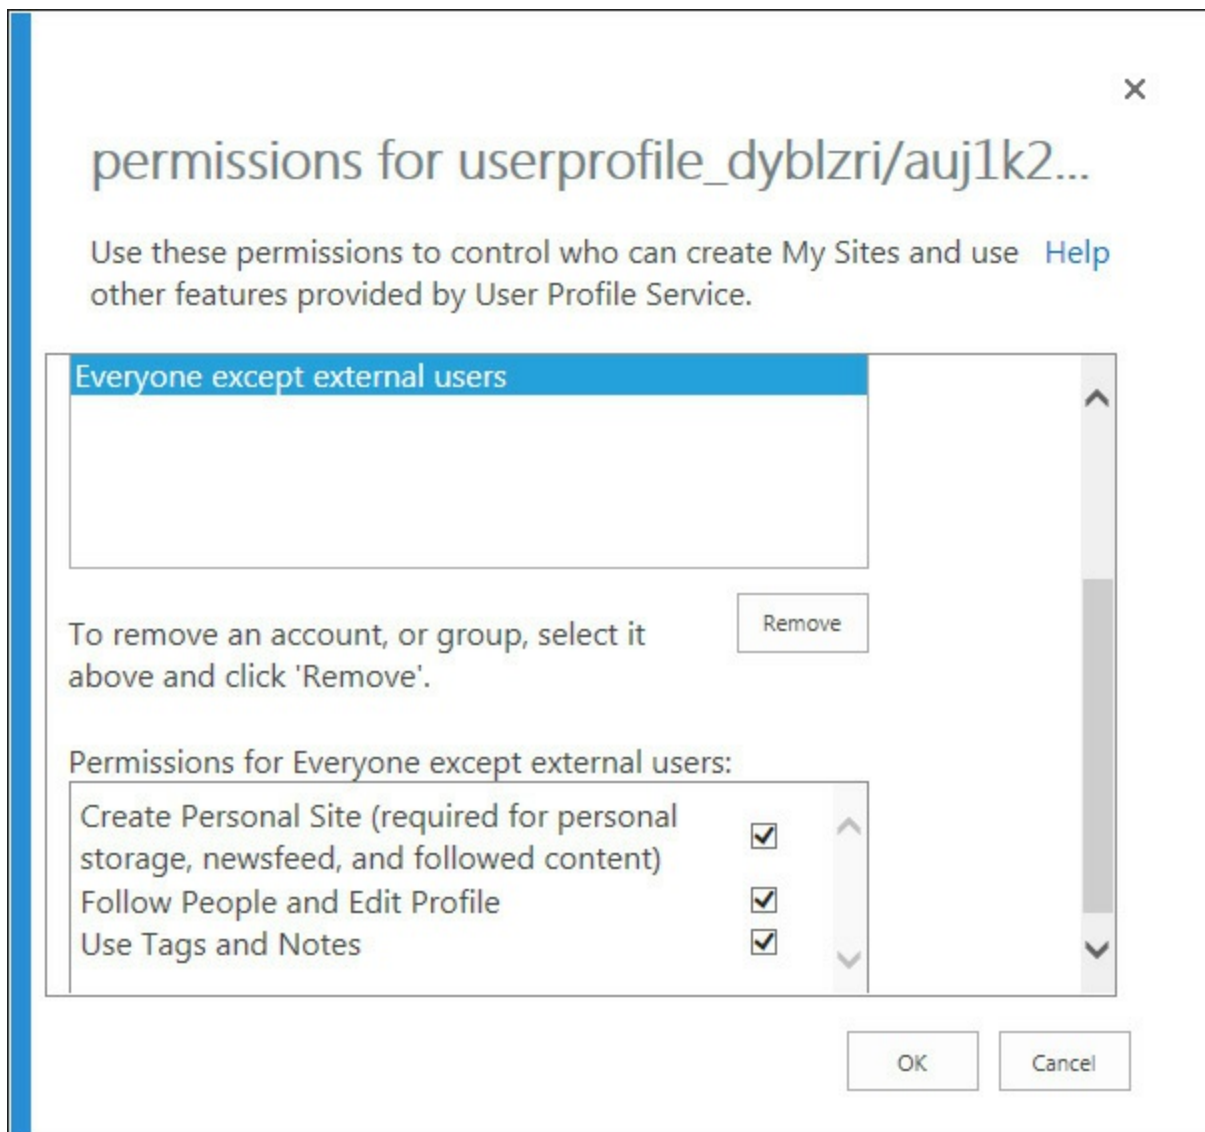 permissions for userprofile_dyblzri/auj1k2...
Use these permissions to control who can create My Sites and use Help
other features provided by User Profile Service.
Everyone except external users
Remove
To remove an account, or group, select it
above and click 'Remove'.
Permissions for Everyone except external users:
Create Personal Site (required for personal
storage, newsfeed, and followed content)
Follow People and Edit Profile
Use Tags and Notes
OK Cancel